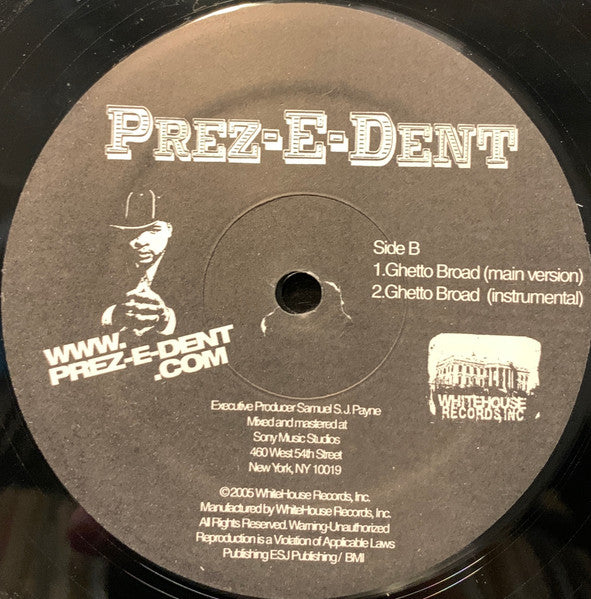 PREZ-E-DENT
Side B
1.Ghetto Broad (main version)
2.Ghetto Broad (instrumental)
WWW.
PREZ-E-DENT
.COM
WHITEHOUSE
RECORDS,INC
Executive Producer Samuel S. J. Payne
Mixed and mastered at
Sony Music Studios
460 West 54th Street
New York, NY 10019
© 2005 WhiteHouse Records, Inc.
Manufactured by WhiteHouse Records, Inc.
All Rights Reserved. Warning-Unauthorized
Reproduction is a Violation of Applicable Laws
Publishing ESJ Publishing / BMI